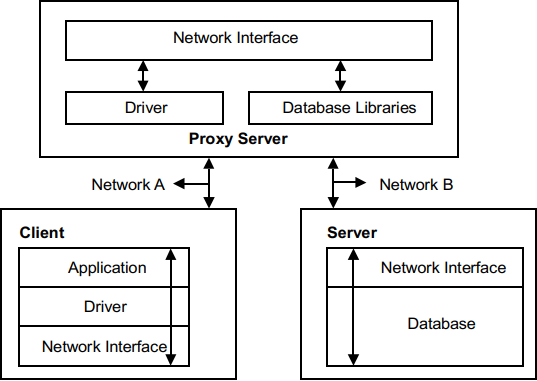 Network Interface
Driver
Database Libraries
Proxy Server
Network A
Network B
Client
Application
Driver
Network Interface
Server
Network Interface
Database